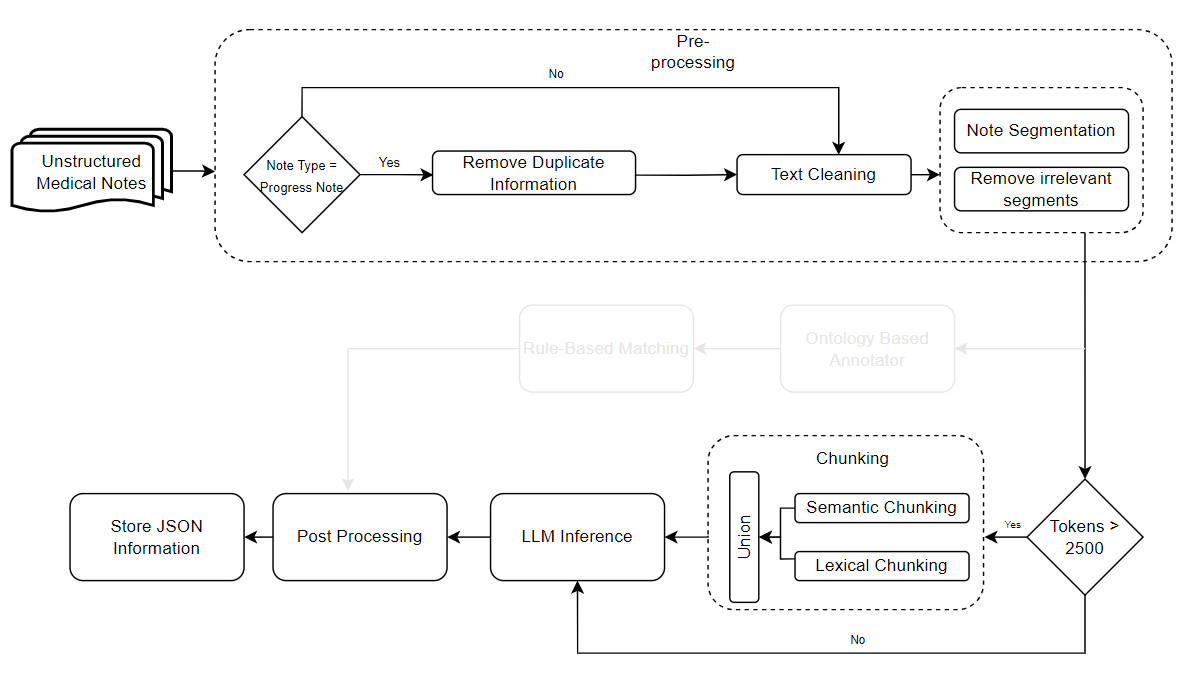 Pre-
processing
No
Unstructured
Medical Notes
Note Type =
Progress Note
Yes
Remove Duplicate
Information
Text Cleaning
Note Segmentation
Remove irrelevant
segments
Rule-Based Matching
Ontology Based
Annotator
Chunking
Store JSON
Information
Post Processing
LLM Inference
Union
Semantic Chunking
Lexical Chunking
Yes
Tokens >
2500
No